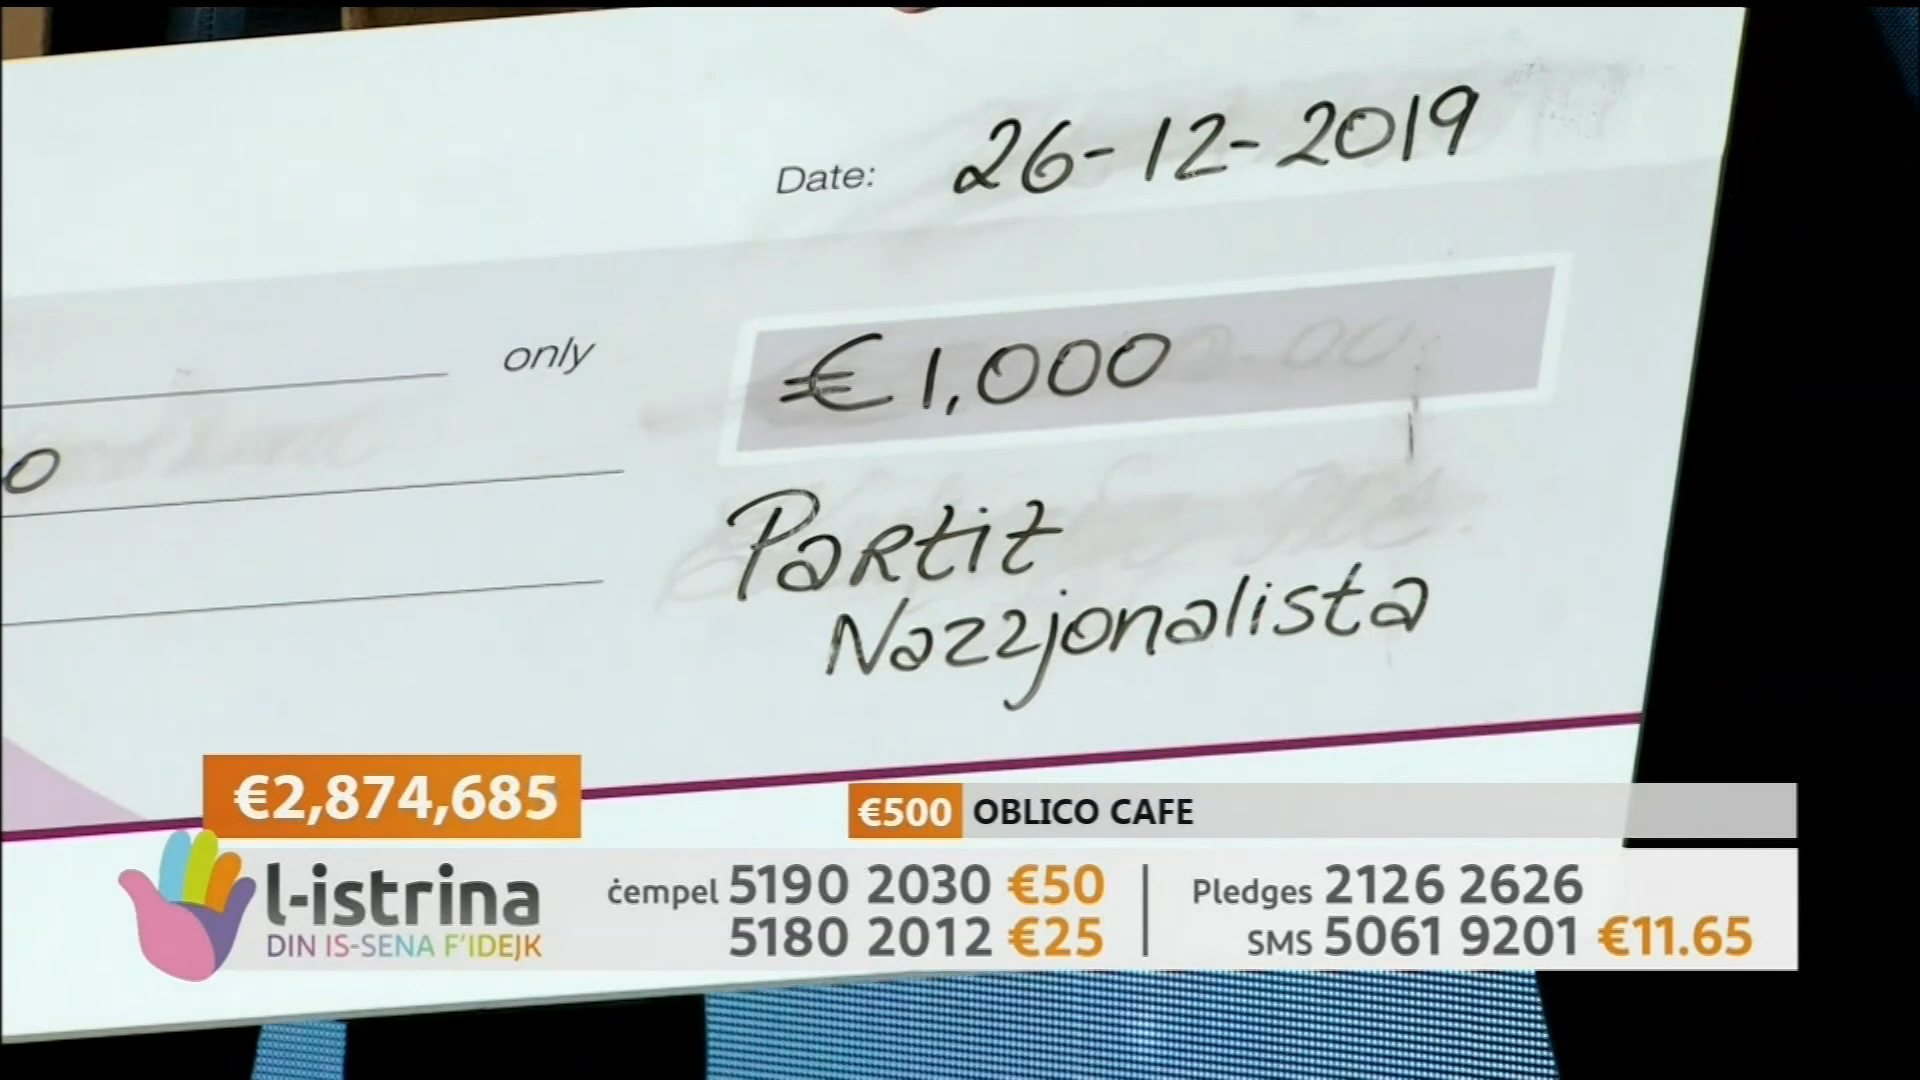 Date: 26-12-2019
only
€1,000
Partit
Nazzjonalista
€2,874,685
€500 OBLICO CAFE
l-istrina
DIN IS-SENA F'IDEJK
ċempel 5190 2030 €50
5180 2012 €25
Pledges 2126 2626
SMS 5061 9201 €11.65